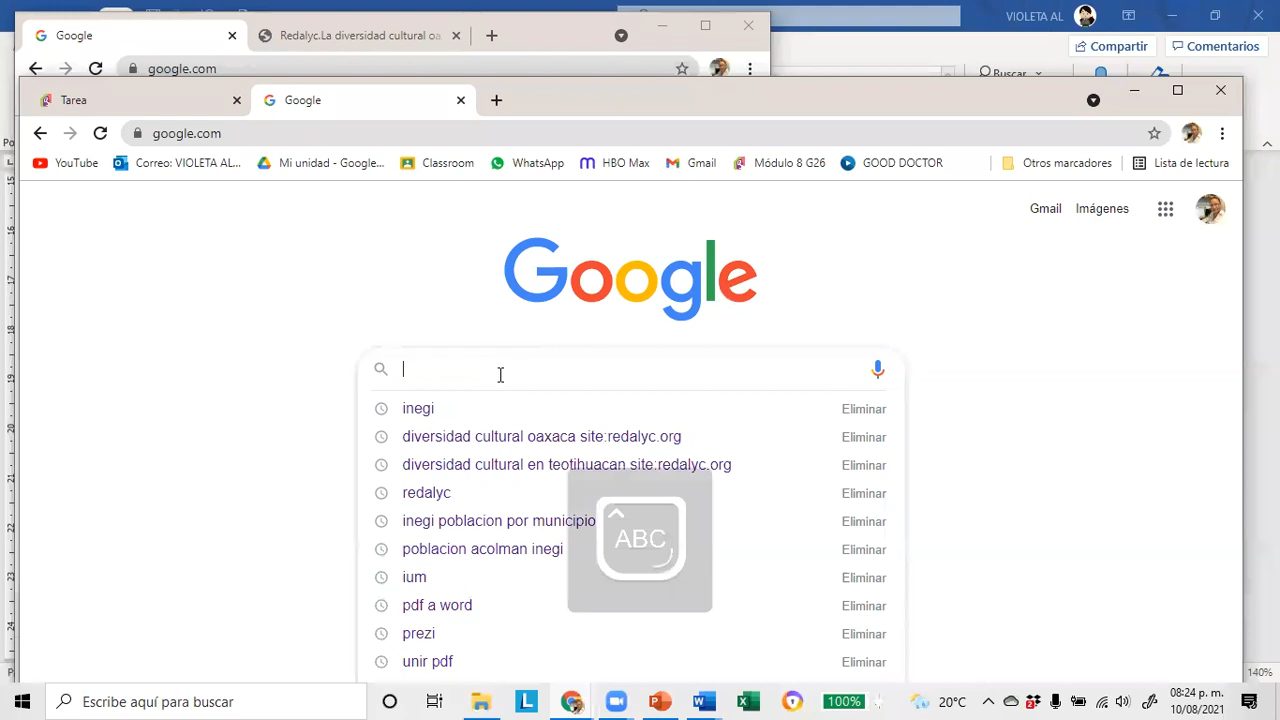 VIOLETA AL
Google
Redalyc.La diversidad cultural oa
google.com
Compartir
Comentarios
Buscar
Tarea
Google
google.com
YouTube
Correo: VIOLETA AL...
Mi unidad - Google...
Classroom
WhatsApp
HBO Max
Gmail
Módulo 8 G26
GOOD DOCTOR
Otros marcadores
Lista de lectura
Gmail
Imágenes
Google
inegi Eliminar
diversidad cultural oaxaca site:redalyc.org Eliminar
diversidad cultural en teotihuacan site:redalyc.org Eliminar
redalyc Eliminar
inegi poblacion por municipio Eliminar
ABC
poblacion acolman inegi Eliminar
ium Eliminar
pdf a word Eliminar
prezi Eliminar
unir pdf Eliminar
140%
Escribe aquí para buscar
100%
20°C
08:24 p. m.
10/08/2021